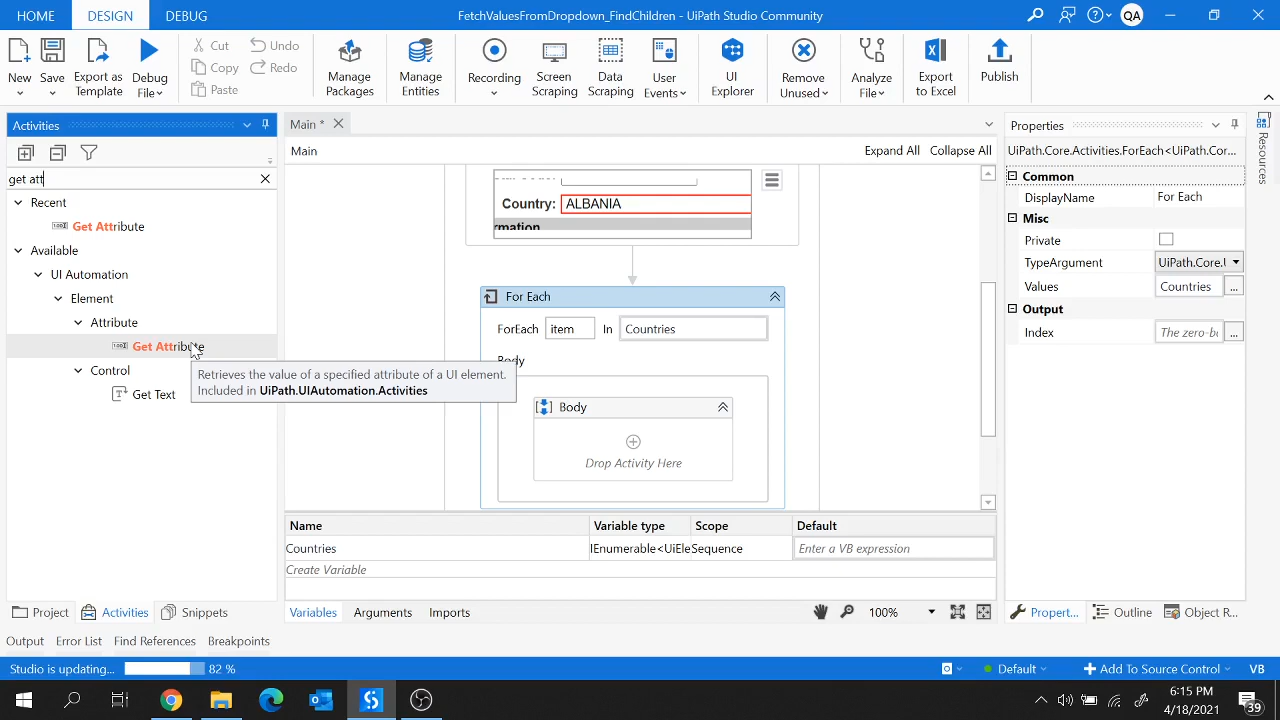 HOME DESIGN DEBUG
FetchValuesFromDropdown_FindChildren - UiPath Studio Community
QA
New
Save
Export as
Template
Debug
File
Cut
Copy
Paste
Undo
Redo
Manage
Packages
Manage
Entities
Recording
Screen
Scraping
Data
Scraping
User
Events
UI
Explorer
Remove
Unused
Analyze
File
Export
to Excel
Publish
Activities
get att
Recent
Get Attribute
Available
UI Automation
Element
Attribute
Get Attribute
Control
Get Text
Retrieves the value of a specified attribute of a UI element.
Included in UiPath.UIAutomation.Activities
Main *
Main
Expand All Collapse All
Country: ALBANIA
rmation
For Each
ForEach item In Countries
Body
Body
Drop Activity Here
Name Variable type Scope Default
Countries IEnumerable<UiEle Sequence Enter a VB expression
Create Variable
Variables Arguments Imports
100%
Properties
UiPath.Core.Activities.ForEach<UiPath.Cor...
Common
DisplayName For Each
Misc
Private
TypeArgument UiPath.Core.U
Values Countries ...
Output
Index The zero-b ...
Resources
Project Activities Snippets
Propert... Outline Object R...
Output Error List Find References Breakpoints
Studio is updating... 82 %
Default
Add To Source Control
VB
6:15 PM
4/18/2021
39